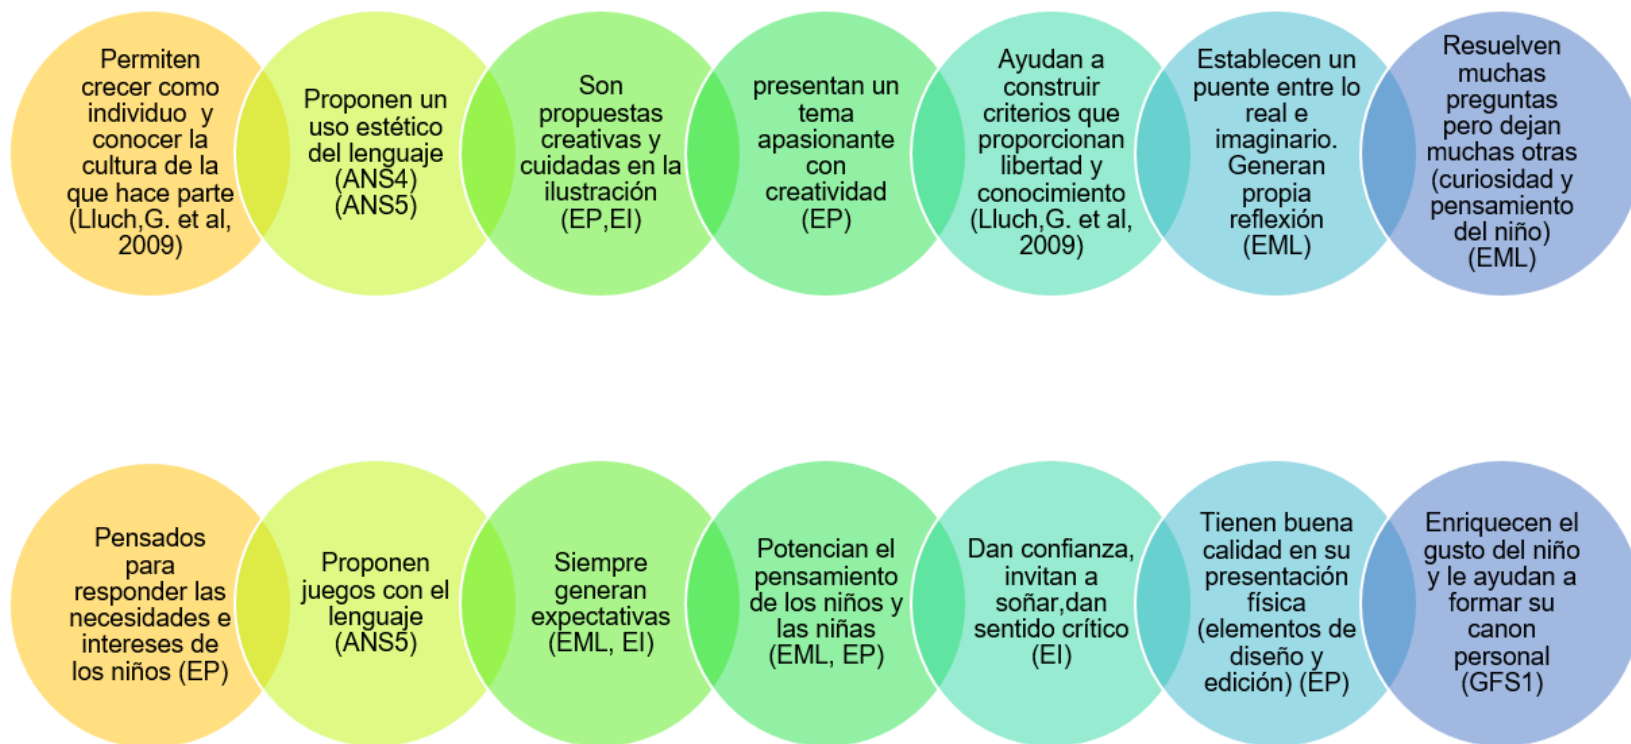 Permiten
crecer como
individuo  y
conocer la
cultura de la
que hace parte
(Lluch,G. et al,
2009)
Proponen un
uso estético
del lenguaje
(ANS4)
(ANS5)
Son
propuestas
creativas y
cuidadas en la
ilustración
(EP,EI)
presentan un
tema
apasionante
con
creatividad
(EP)
Ayudan a
construir
criterios que
proporcionan
libertad y
conocimiento
(Lluch,G. et al,
2009)
Establecen un
puente entre lo
real e
imaginario.
Generan
propia
reflexión
(EML)
Resuelven
muchas
preguntas
pero dejan
muchas otras
(curiosidad y
pensamiento
del niño)
(EML)
Pensados
para
responder las
necesidades e
intereses de
los niños (EP)
Proponen
juegos con el
lenguaje
(ANS5)
Siempre
generan
expectativas
(EML, EI)
Potencian el
pensamiento
de los niños y
las niñas
(EML, EP)
Dan confianza,
invitan a
soñar,dan
sentido crítico
(EI)
Tienen buena
calidad en su
presentación
física
(elementos de
diseño y
edición) (EP)
Enriquecen el
gusto del niño
y le ayudan a
formar su
canon
personal
(GFS1)